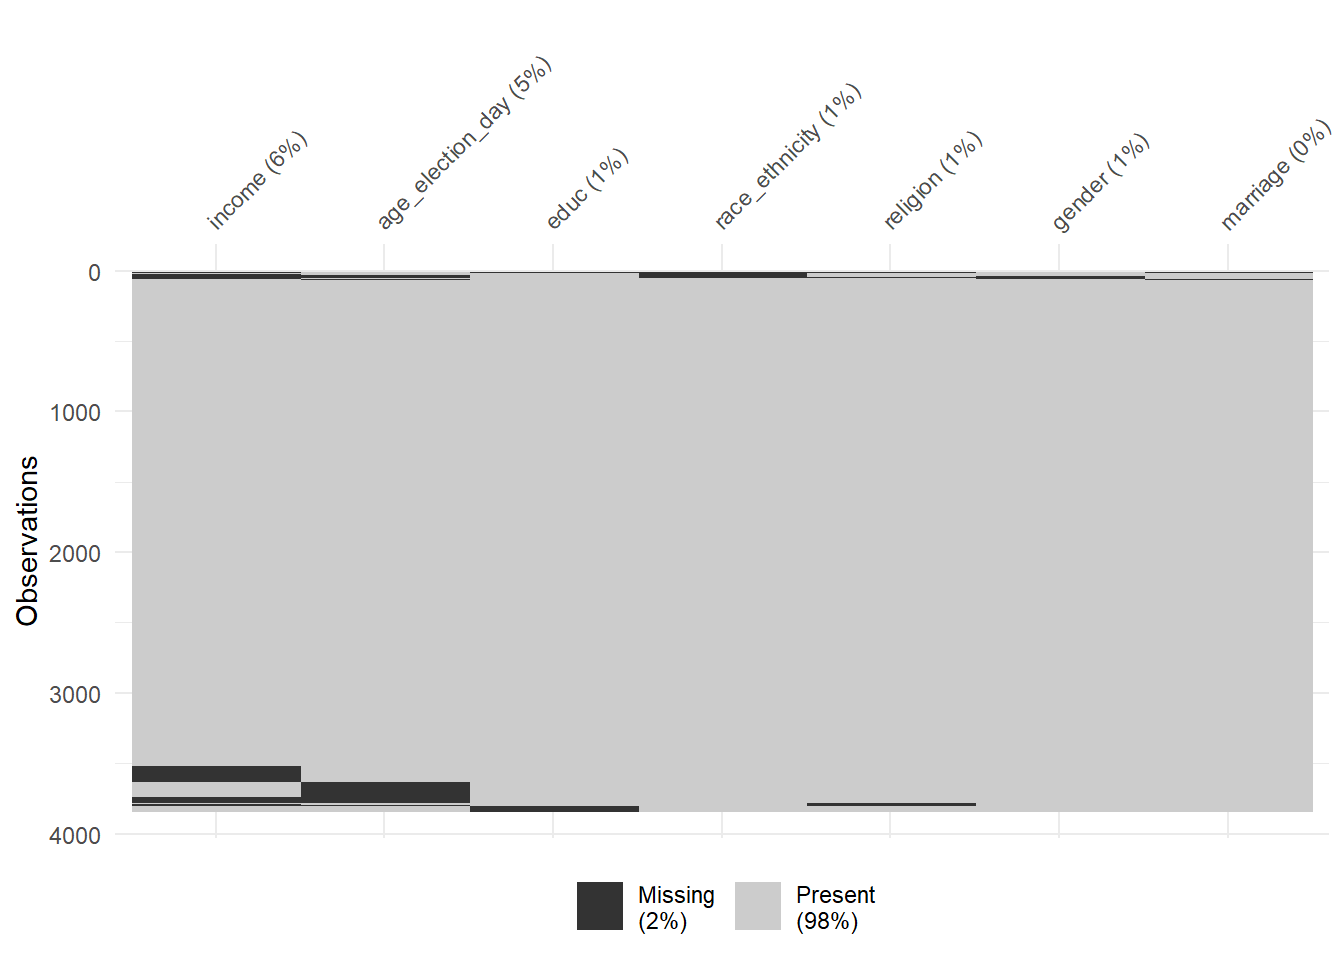 income (6%)
age_election_day (5%)
educ (1%)
race_ethnicity (1%)
religion (1%)
gender (1%)
marriage (0%)
0
1000
2000
3000
4000
Observations
Missing
(2%)
Present
(98%)